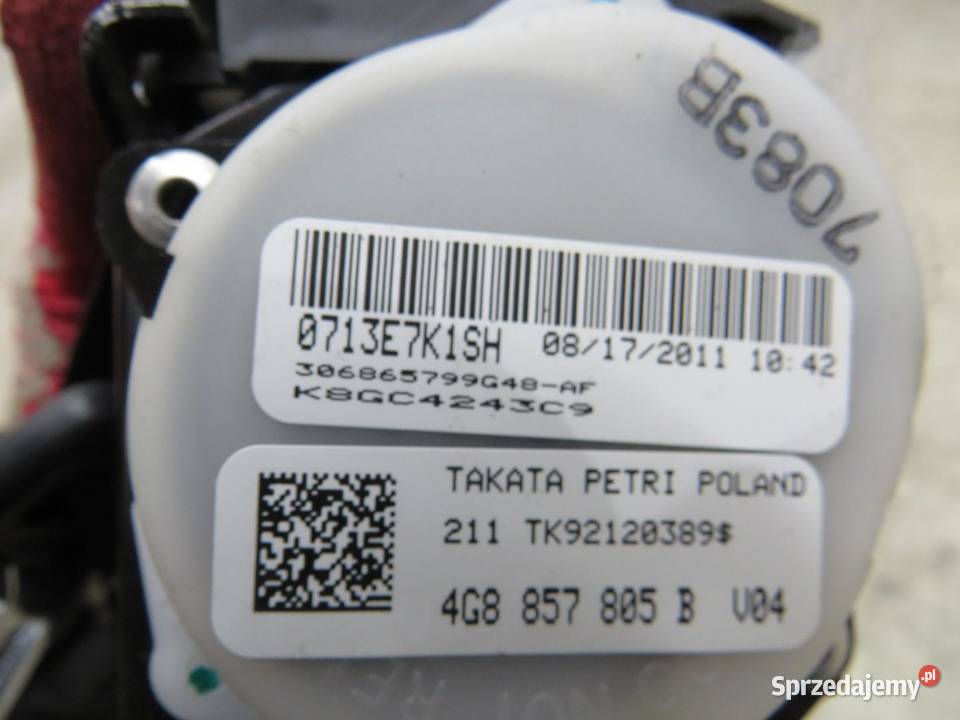 7083B
0713E7K1SH 08/17/2011 10:42
306865799G48-AF
K8GC4243C9
TAKATA PETRI POLAND
211 TK92120389$
4G8 857 805 B V04
Sprzedajemy.pl